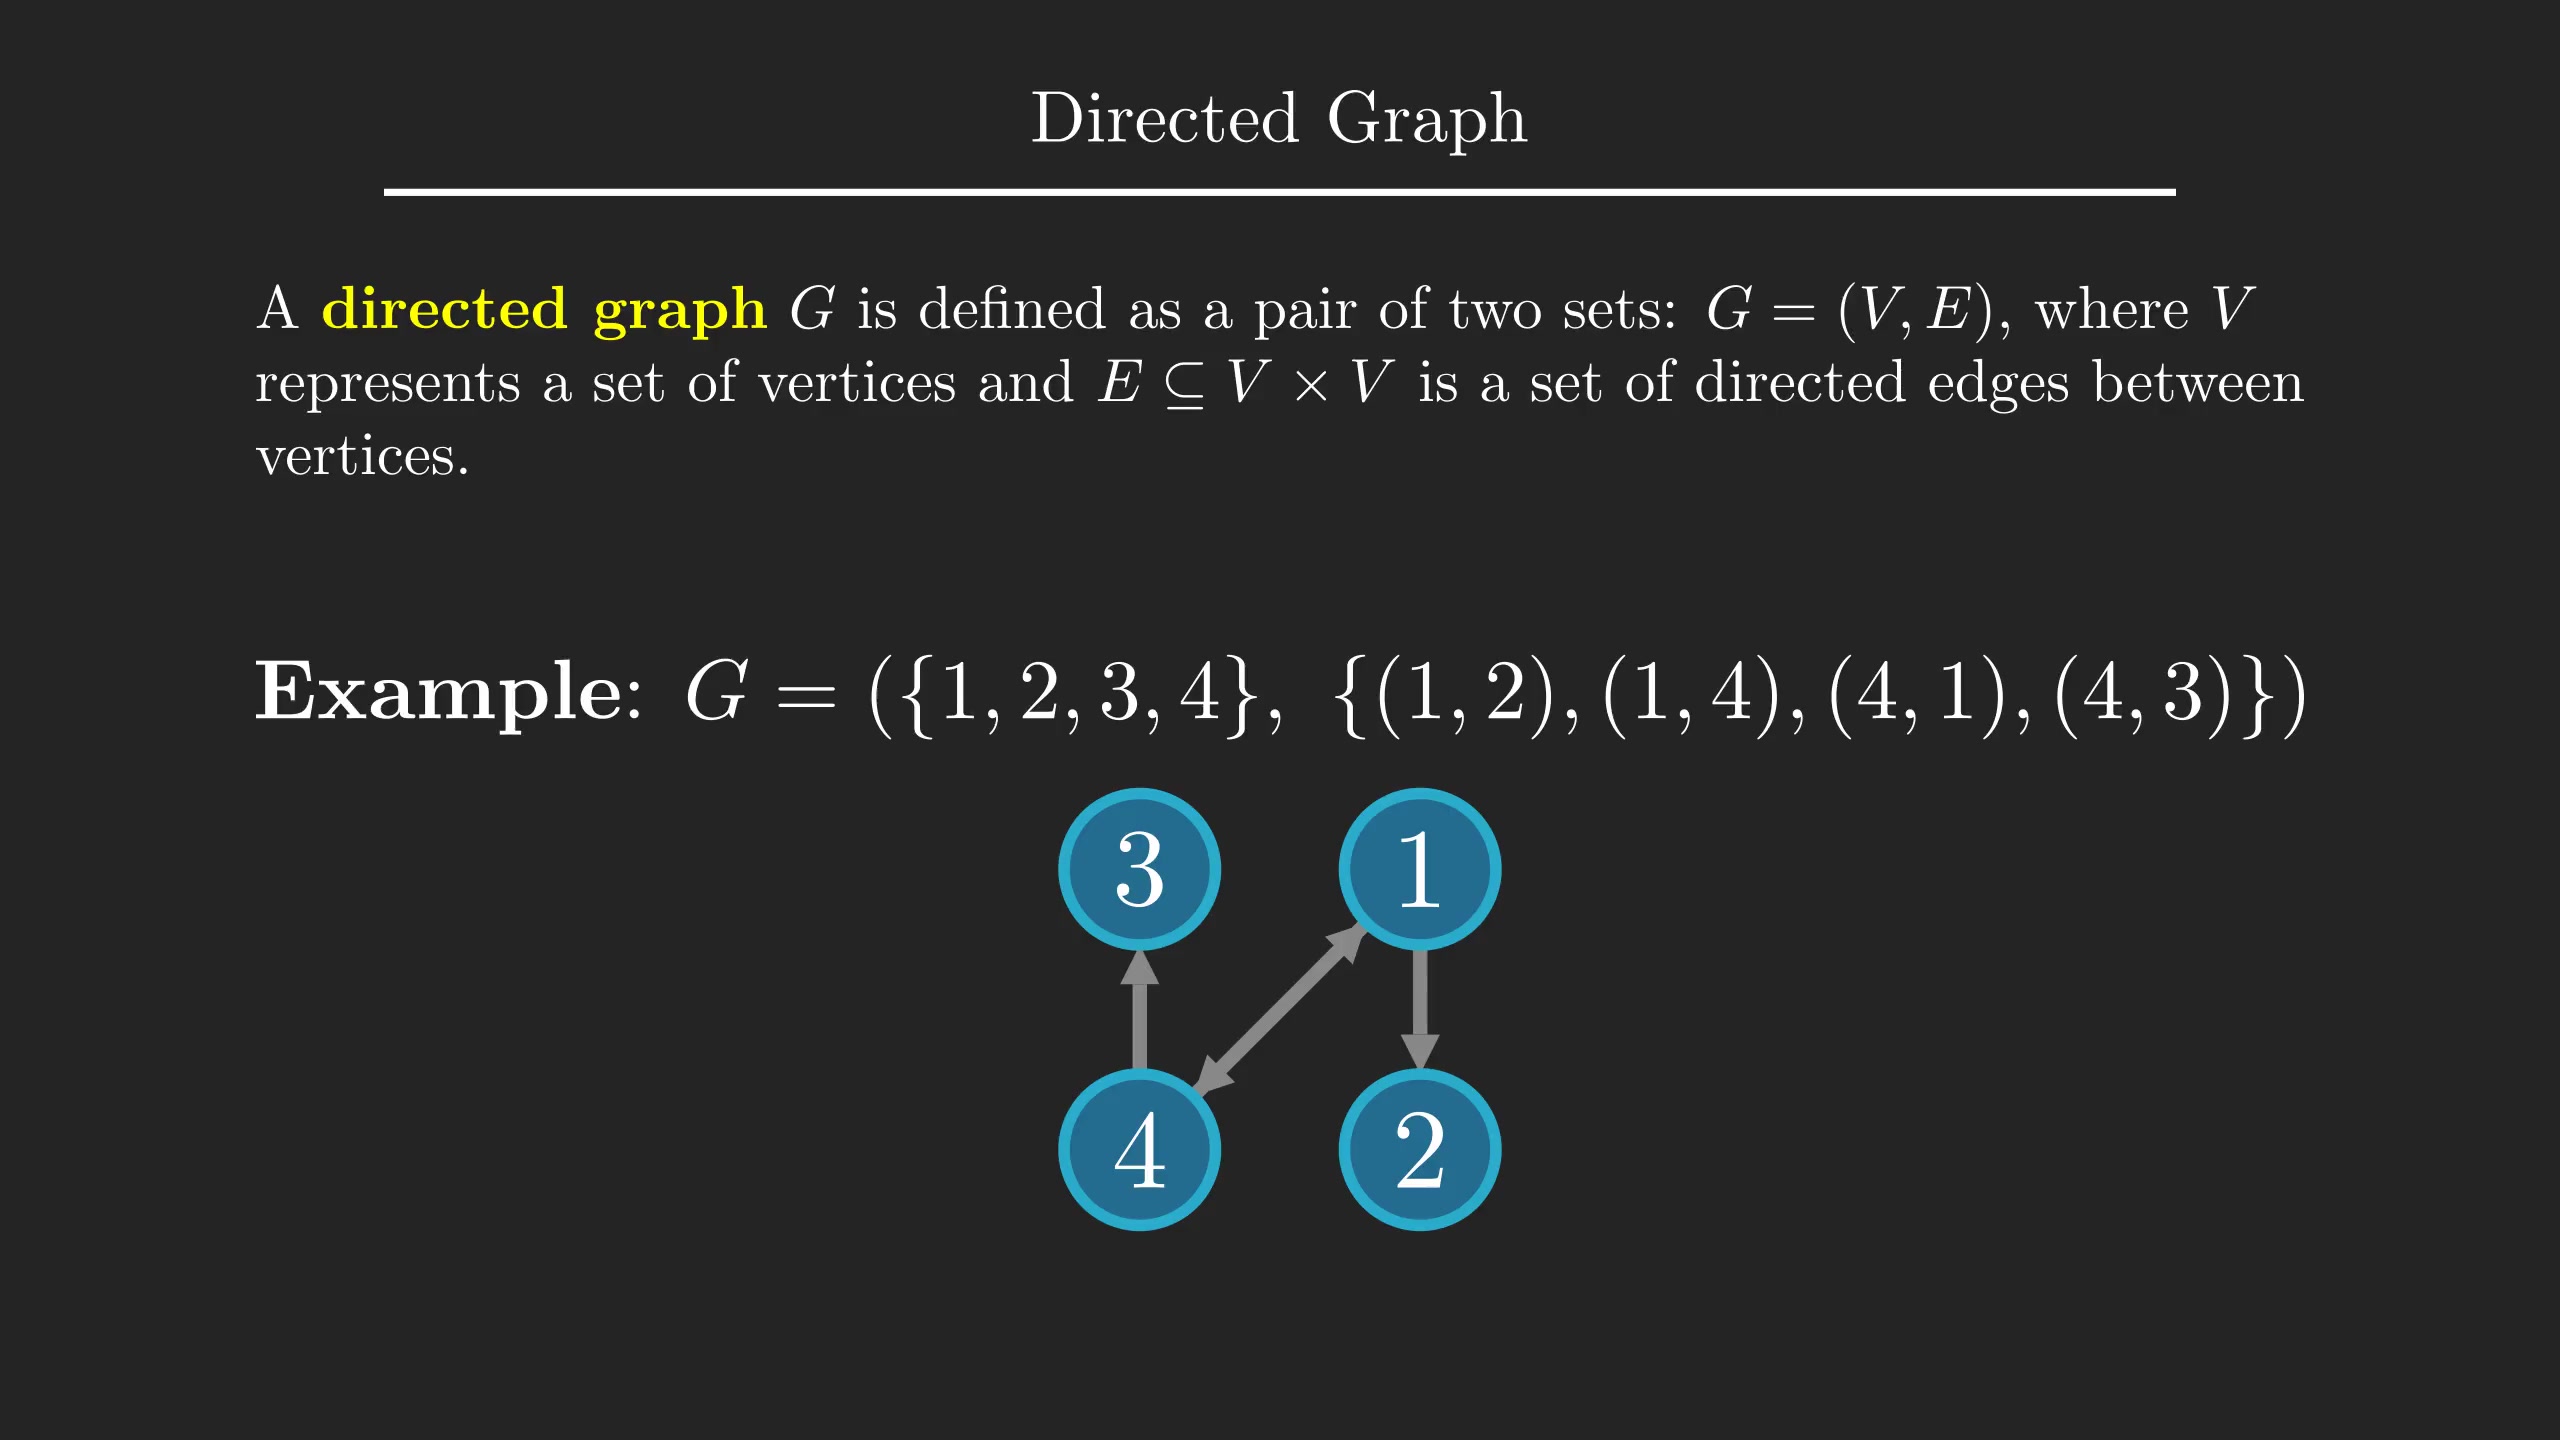 Directed Graph
A directed graph G is defined as a pair of two sets: G = (V, E), where V
represents a set of vertices and E ⊆ V × V is a set of directed edges between
vertices.
Example: G = ({1, 2, 3, 4}, {(1, 2), (1, 4), (4, 1), (4, 3)})
3 1
4 2